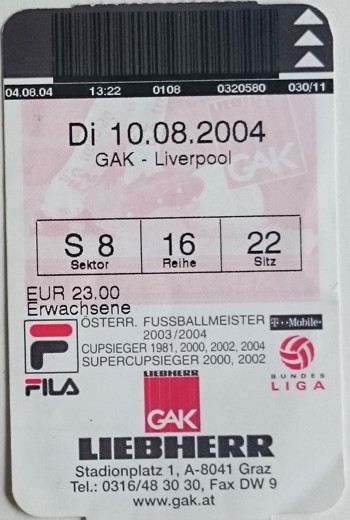 04.08.04 13:22 0108 0320580 030/11
Di 10.08.2004
GAK - Liverpool
GAK
S 8 16 22
Sektor Reihe Sitz
EUR 23.00
Erwachsene
ÖSTERR. FUSSBALLMEISTER
2003/2004
CUPSIEGER 1981, 2000, 2002, 2004
SUPERCUPSIEGER 2000, 2002
FILA
T··Mobile·
BUNDES
LIGA
LIEBHERR
GAK
LIEBHERR
Stadionplatz 1, A-8041 Graz
Tel.: 0316/48 30 30, Fax DW 9
www.gak.at